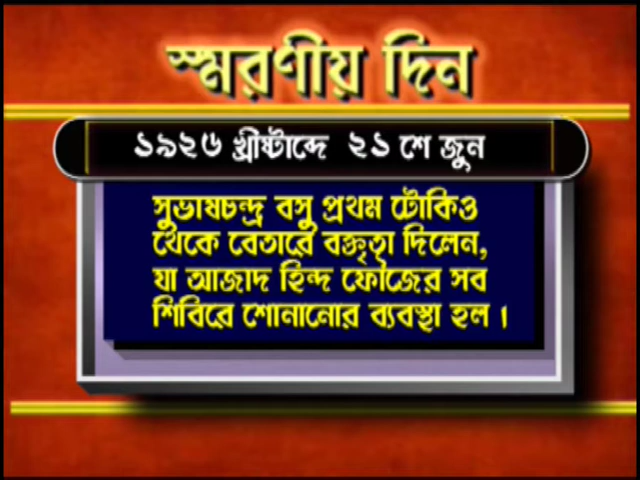 স্মরণীয় দিন
১৯২৬ খ্রীষ্টাব্দে ২১ শে জুন
সুভাষচন্দ্র বসু প্রথম টোকিও
থেকে বেতারে বক্তৃতা দিলেন,
যা আজাদ হিন্দ ফৌজের সব
শিবিরে শোনানোর ব্যবস্থা হল।